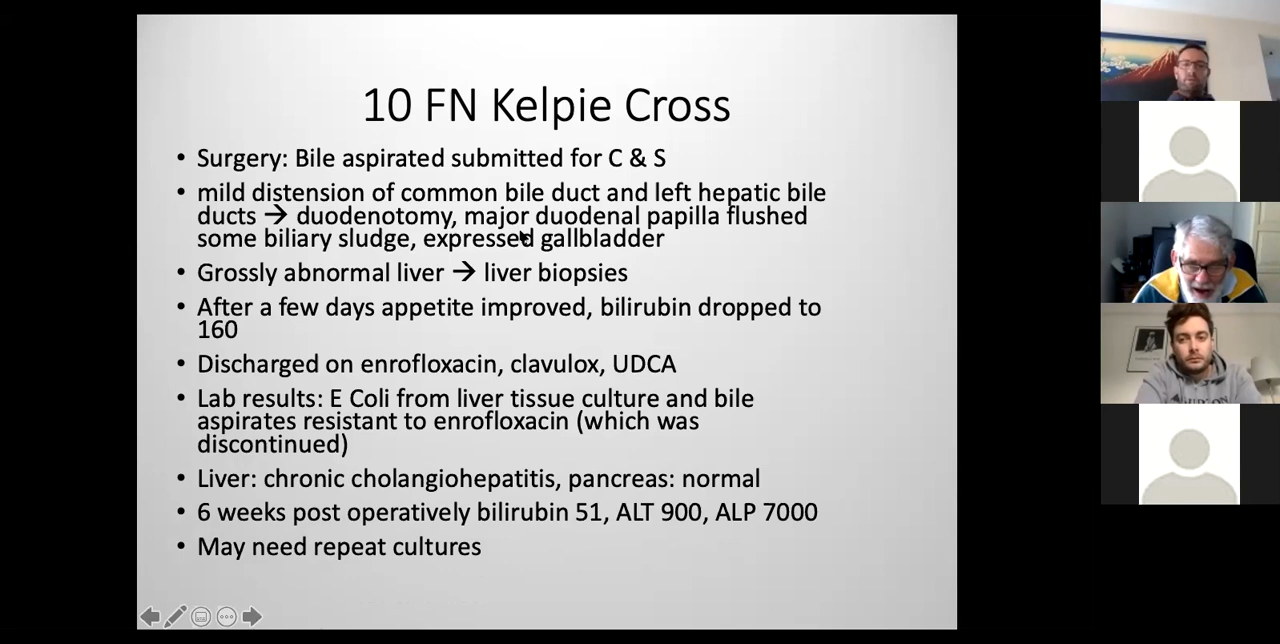 10 FN Kelpie Cross
• Surgery: Bile aspirated submitted for C & S
• mild distension of common bile duct and left hepatic bile
ducts → duodenotomy, major duodenal papilla flushed
some biliary sludge, expressed gallbladder
• Grossly abnormal liver → liver biopsies
• After a few days appetite improved, bilirubin dropped to
160
• Discharged on enrofloxacin, clavulox, UDCA
• Lab results: E Coli from liver tissue culture and bile
aspirates resistant to enrofloxacin (which was
discontinued)
• Liver: chronic cholangiohepatitis, pancreas: normal
• 6 weeks post operatively bilirubin 51, ALT 900, ALP 7000
• May need repeat cultures